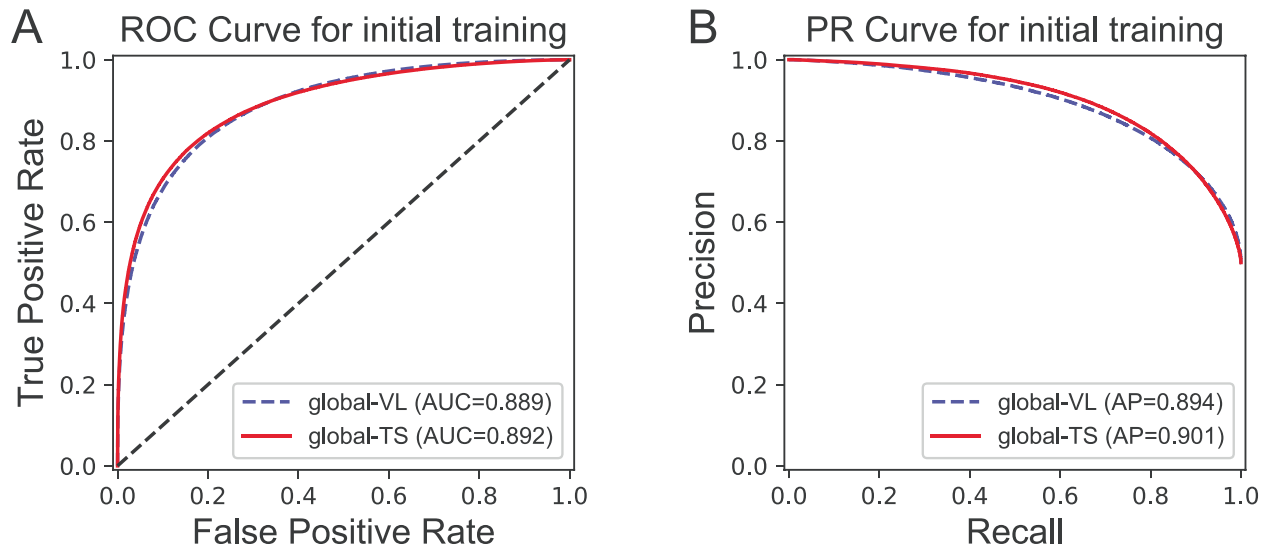 A
ROC Curve for initial training
True Positive Rate
1.0
0.8
0.6
0.4
0.2
0.0
global-VL (AUC=0.889)
global-TS (AUC=0.892)
0.0 0.2 0.4 0.6 0.8 1.0
False Positive Rate
B
PR Curve for initial training
Precision
1.0
0.8
0.6
0.4
0.2
0.0
global-VL (AP=0.894)
global-TS (AP=0.901)
0.0 0.2 0.4 0.6 0.8 1.0
Recall